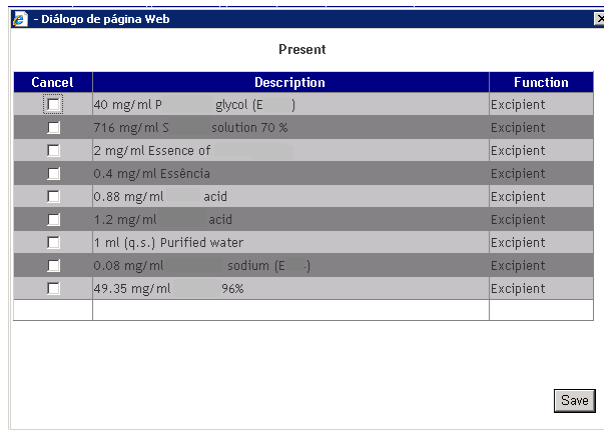 - Diálogo de página Web
Present
Cancel Description Function
40 mg/ml P glycol (E ) Excipient
716 mg/ml S solution 70 % Excipient
2 mg/ml Essence of Excipient
0.4 mg/ml Essência Excipient
0.88 mg/ml acid Excipient
1.2 mg/ml acid Excipient
1 ml (q.s.) Purified water Excipient
0.08 mg/ml sodium (E .) Excipient
49.35 mg/ml 96% Excipient
Save